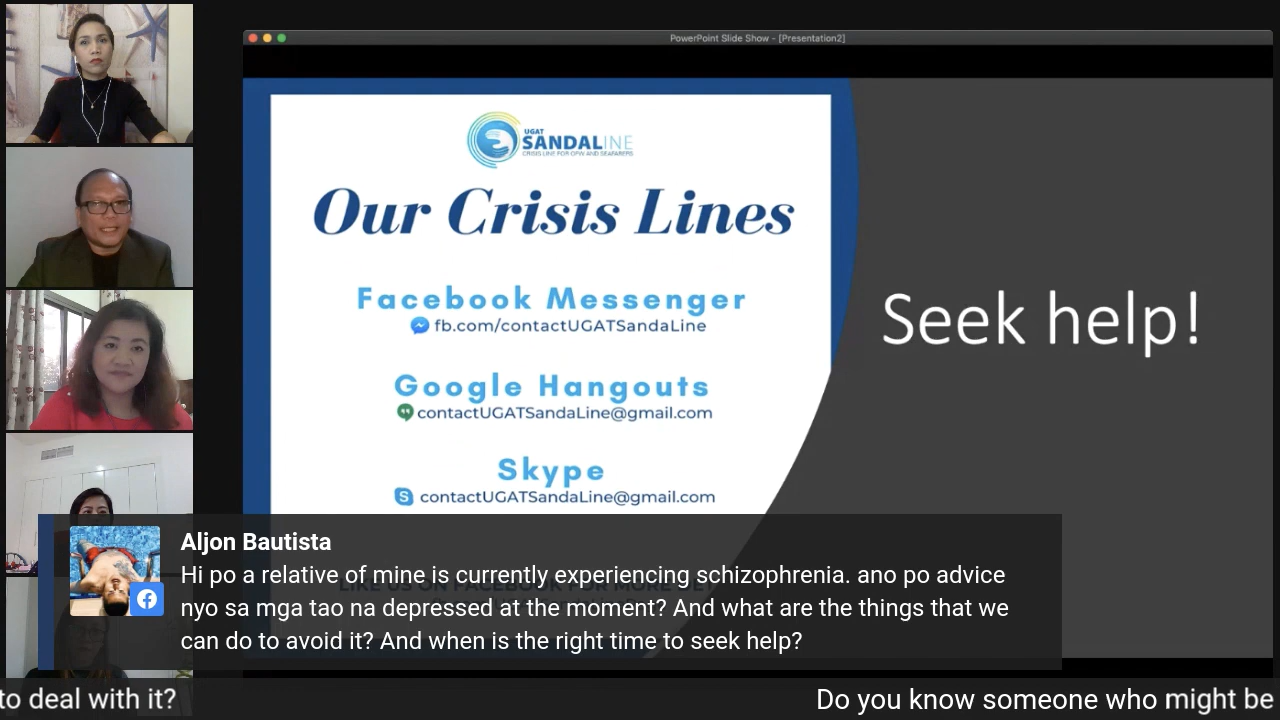 PowerPoint Slide Show - [Presentation2]
UGAT
SANDALINE
CRISIS LINE FOR OFW AND SEAFARERS
Our Crisis Lines
Facebook Messenger
fb.com/contactUGATSandaLine
Google Hangouts
contactUGATSandaLine@gmail.com
Skype
contactUGATSandaLine@gmail.com
Seek help!
Aljon Bautista
Hi po a relative of mine is currently experiencing schizophrenia. ano po advice
nyo sa mga tao na depressed at the moment? And what are the things that we
can do to avoid it? And when is the right time to seek help?
to deal with it?
Do you know someone who might be